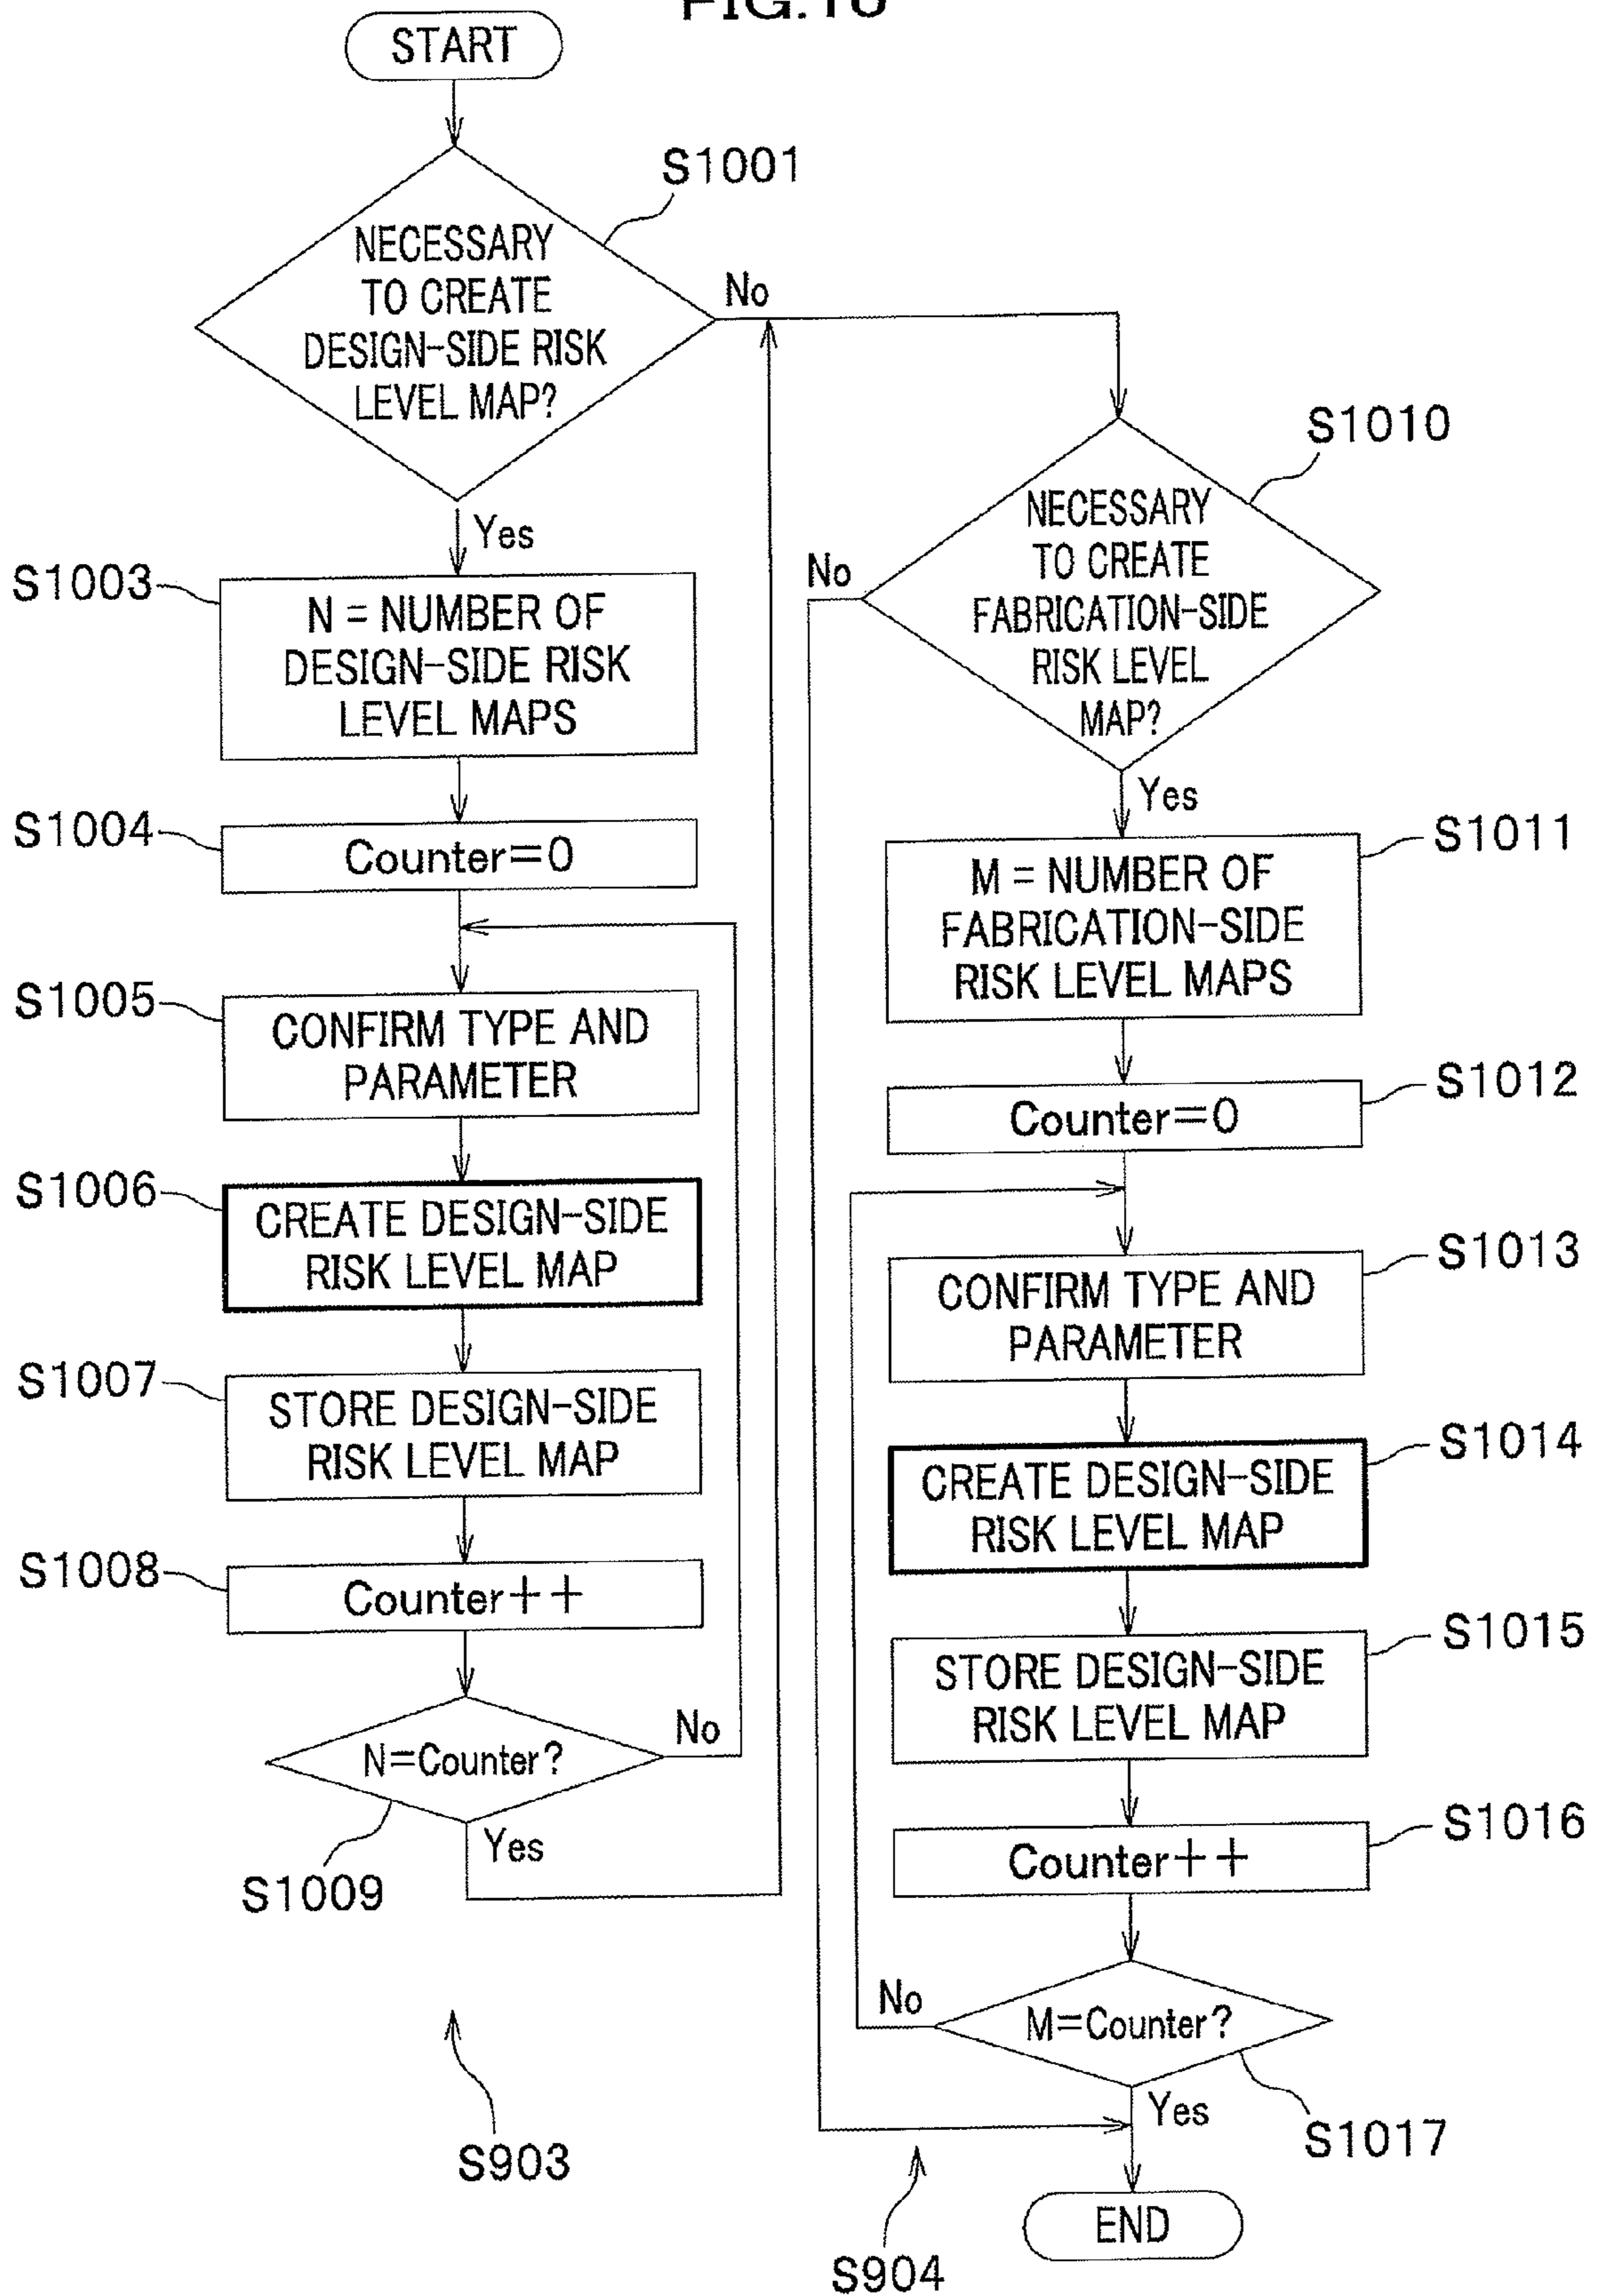 START
S1001
NECESSARY
TO CREATE
DESIGN-SIDE RISK
LEVEL MAP?
No
Yes
S1003
N = NUMBER OF
DESIGN-SIDE RISK
LEVEL MAPS
S1004
Counter=0
S1005
CONFIRM TYPE AND
PARAMETER
S1006
CREATE DESIGN-SIDE
RISK LEVEL MAP
S1007
STORE DESIGN-SIDE
RISK LEVEL MAP
S1008
Counter++
N=Counter?
No
Yes
S1009
S903
S1010
NECESSARY
TO CREATE
FABRICATION-SIDE
RISK LEVEL
MAP?
No
Yes
S1011
M = NUMBER OF
FABRICATION-SIDE
RISK LEVEL MAPS
S1012
Counter=0
S1013
CONFIRM TYPE AND
PARAMETER
S1014
CREATE DESIGN-SIDE
RISK LEVEL MAP
S1015
STORE DESIGN-SIDE
RISK LEVEL MAP
S1016
Counter++
No
M=Counter?
Yes
S1017
S904
END